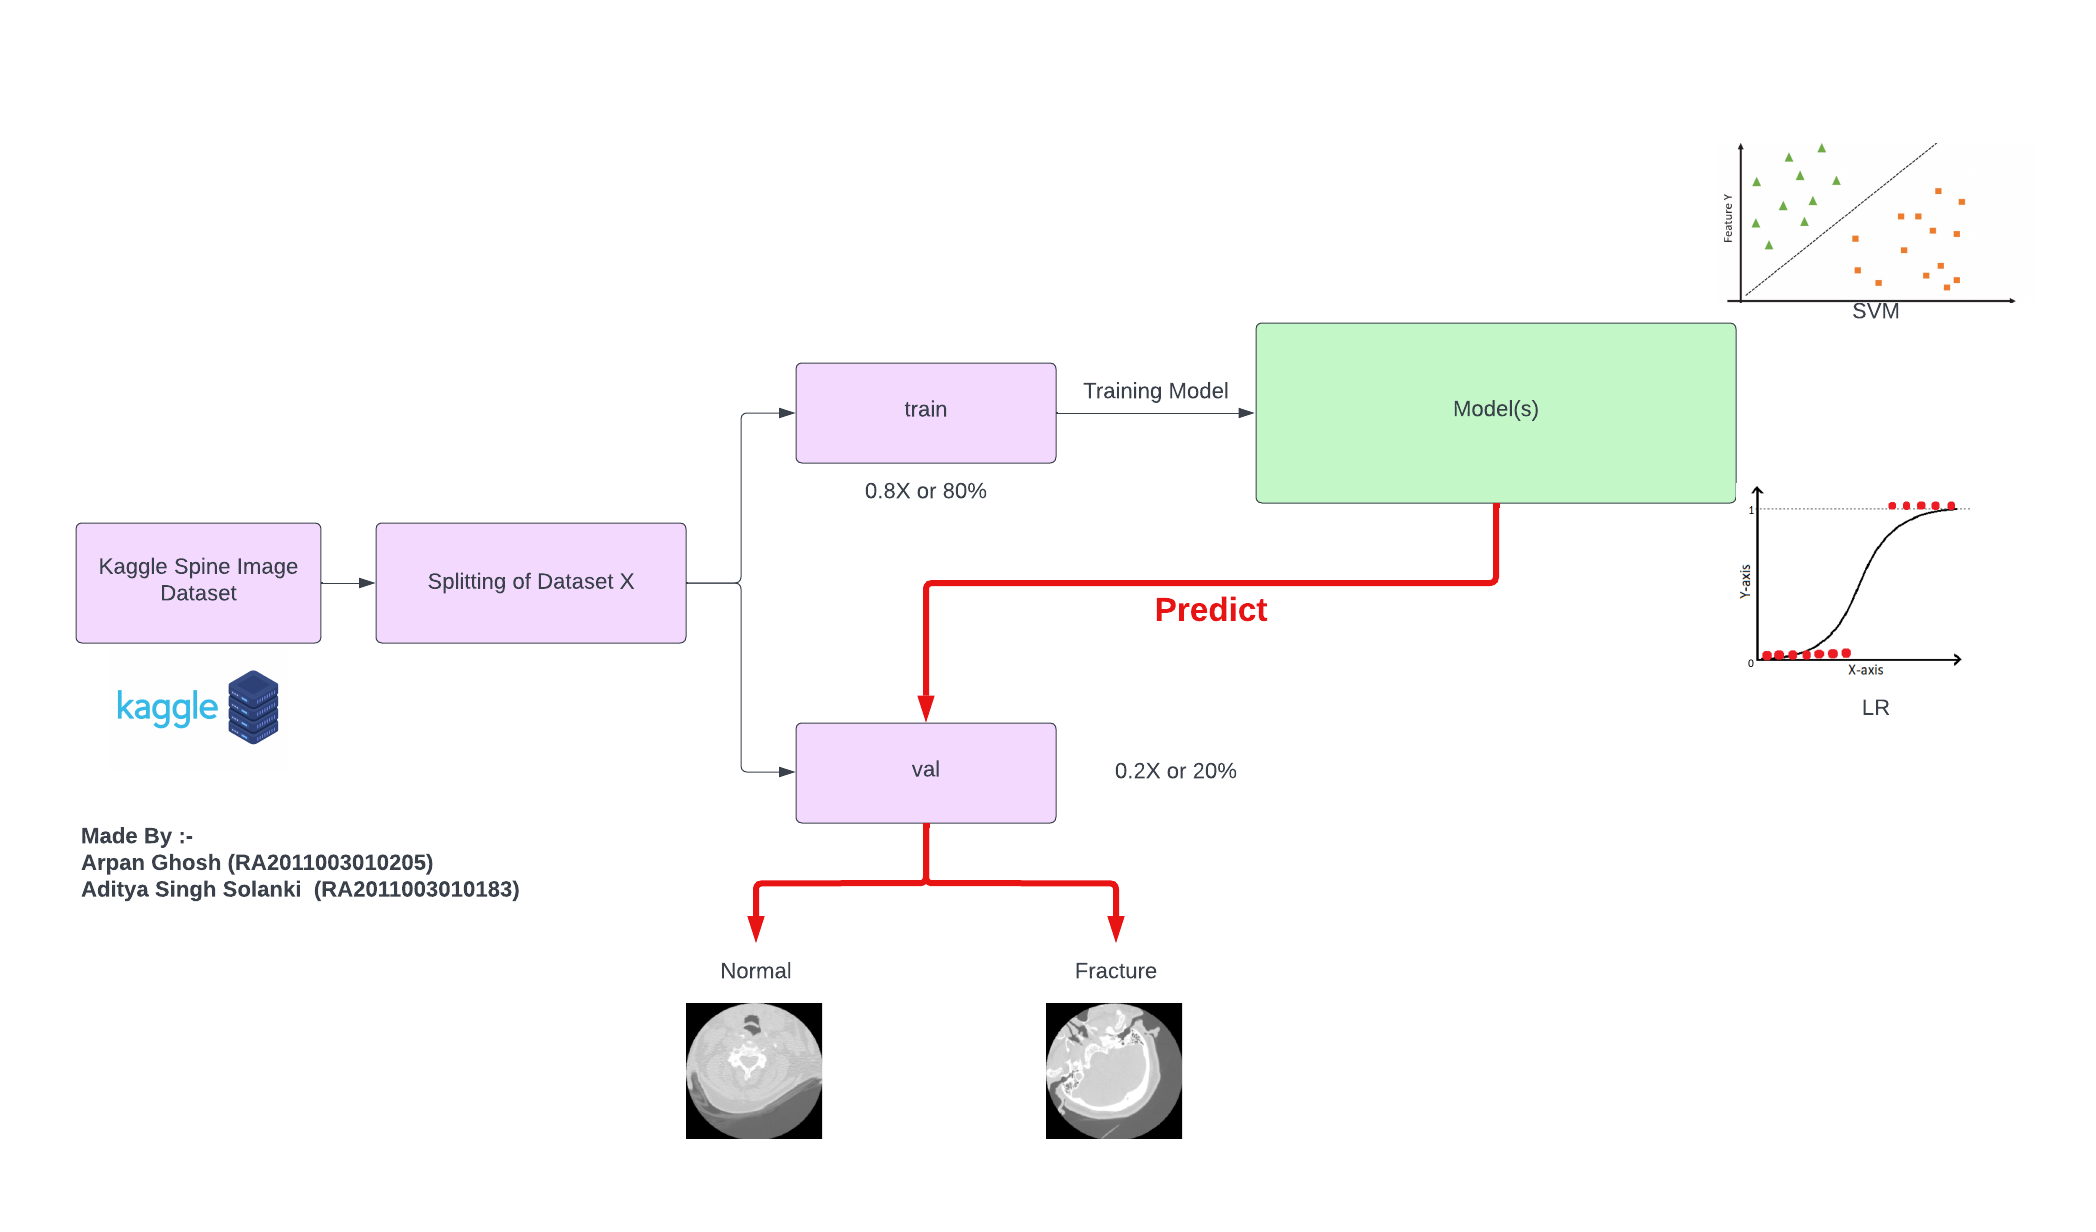 Feature Y
SVM
train
Training Model
Model(s)
0.8X or 80%
Kaggle Spine Image
Dataset
Splitting of Dataset X
Predict
1
Y-axis
0
X-axis
LR
kaggle
val
0.2X or 20%
Made By :-
Arpan Ghosh (RA2011003010205)
Aditya Singh Solanki  (RA2011003010183)
Normal
Fracture